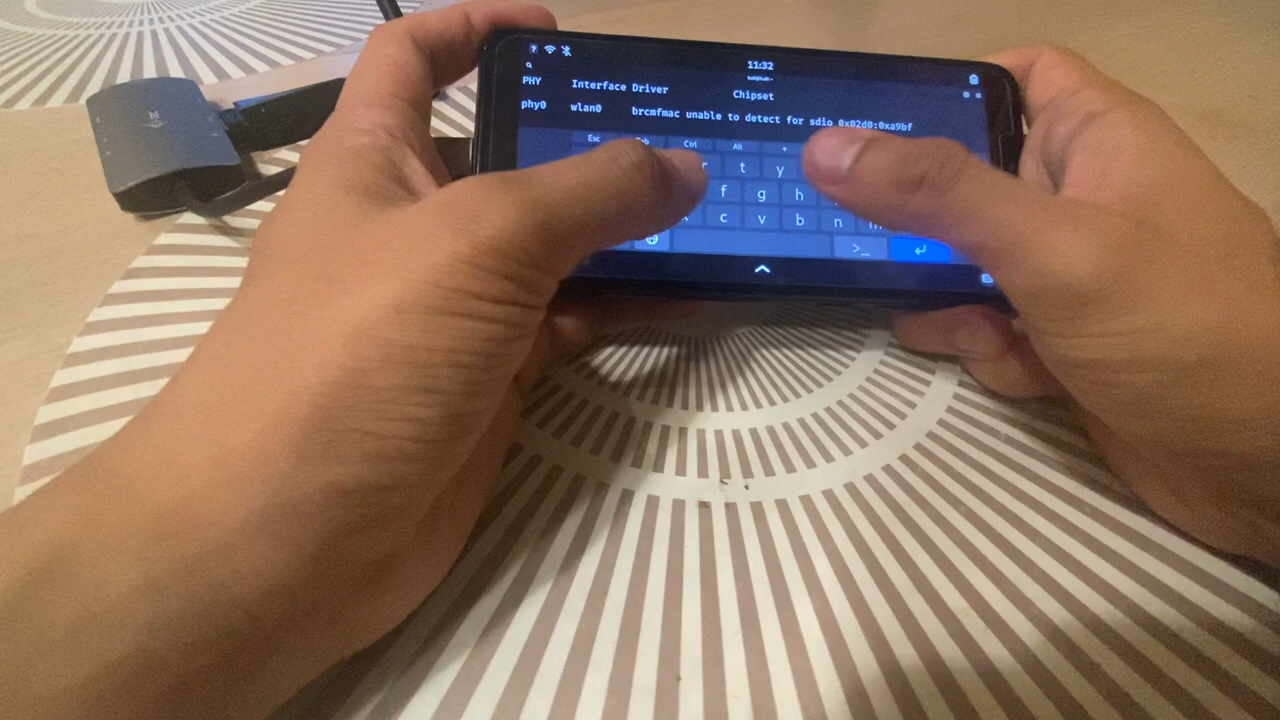 11:32
PHY Interface Driver Chipset
phy0 wlan0 brcmfmac unable to detect for sdio 0x02d0:0xa9bf
Esc Ctrl Alt +
r t y
f g h
c v b n m
>_